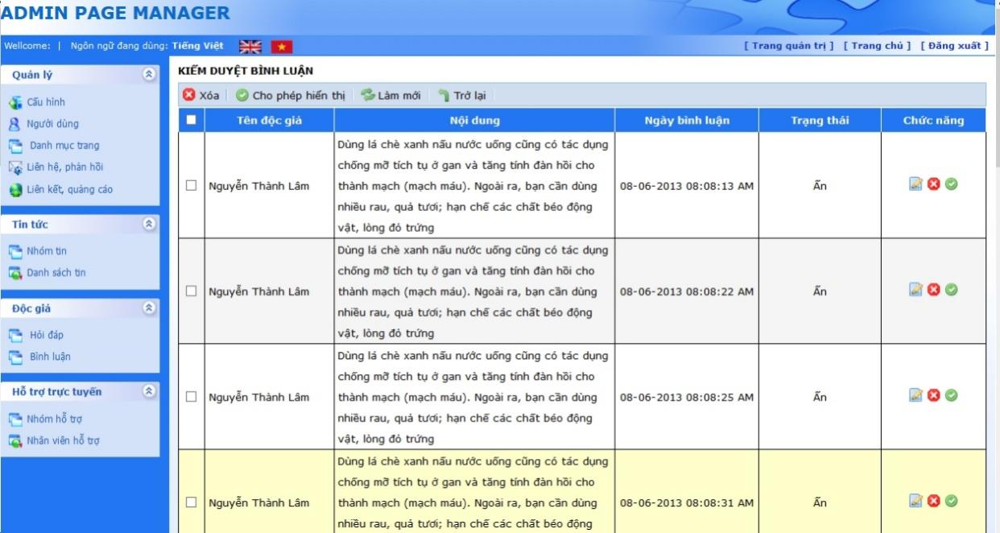 ADMIN PAGE MANAGER
Wellcome: | Ngôn ngữ đang dùng: Tiếng Việt
[ Trang quản trị ] [ Trang chủ ] [ Đăng xuất ]
Quản lý
Cấu hình
Người dùng
Danh mục trang
Liên hệ, phản hồi
Liên kết, quảng cáo
Tin tức
Nhóm tin
Danh sách tin
Độc giả
Hỏi đáp
Bình luận
Hỗ trợ trực tuyến
Nhóm hỗ trợ
Nhân viên hỗ trợ
KIỂM DUYỆT BÌNH LUẬN
Xóa Cho phép hiển thị Làm mới Trở lại
Tên độc giả Nội dung Ngày bình luận Trạng thái Chức năng
Dùng lá chè xanh nấu nước uống cũng có tác dụng
chống mỡ tích tụ ở gan và tăng tính đàn hồi cho
Nguyễn Thành Lâm thành mạch (mạch máu). Ngoài ra, bạn cần dùng 08-06-2013 08:08:13 AM Ẩn
nhiều rau, quả tươi; hạn chế các chất béo động
vật, lòng đỏ trứng
Dùng lá chè xanh nấu nước uống cũng có tác dụng
chống mỡ tích tụ ở gan và tăng tính đàn hồi cho
Nguyễn Thành Lâm thành mạch (mạch máu). Ngoài ra, bạn cần dùng 08-06-2013 08:08:22 AM Ẩn
nhiều rau, quả tươi; hạn chế các chất béo động
vật, lòng đỏ trứng
Dùng lá chè xanh nấu nước uống cũng có tác dụng
chống mỡ tích tụ ở gan và tăng tính đàn hồi cho
Nguyễn Thành Lâm thành mạch (mạch máu). Ngoài ra, bạn cần dùng 08-06-2013 08:08:25 AM Ẩn
nhiều rau, quả tươi; hạn chế các chất béo động
vật, lòng đỏ trứng
Dùng lá chè xanh nấu nước uống cũng có tác dụng
chống mỡ tích tụ ở gan và tăng tính đàn hồi cho
Nguyễn Thành Lâm thành mạch (mạch máu). Ngoài ra, bạn cần dùng 08-06-2013 08:08:31 AM Ẩn
nhiều rau, quả tươi; hạn chế các chất béo động